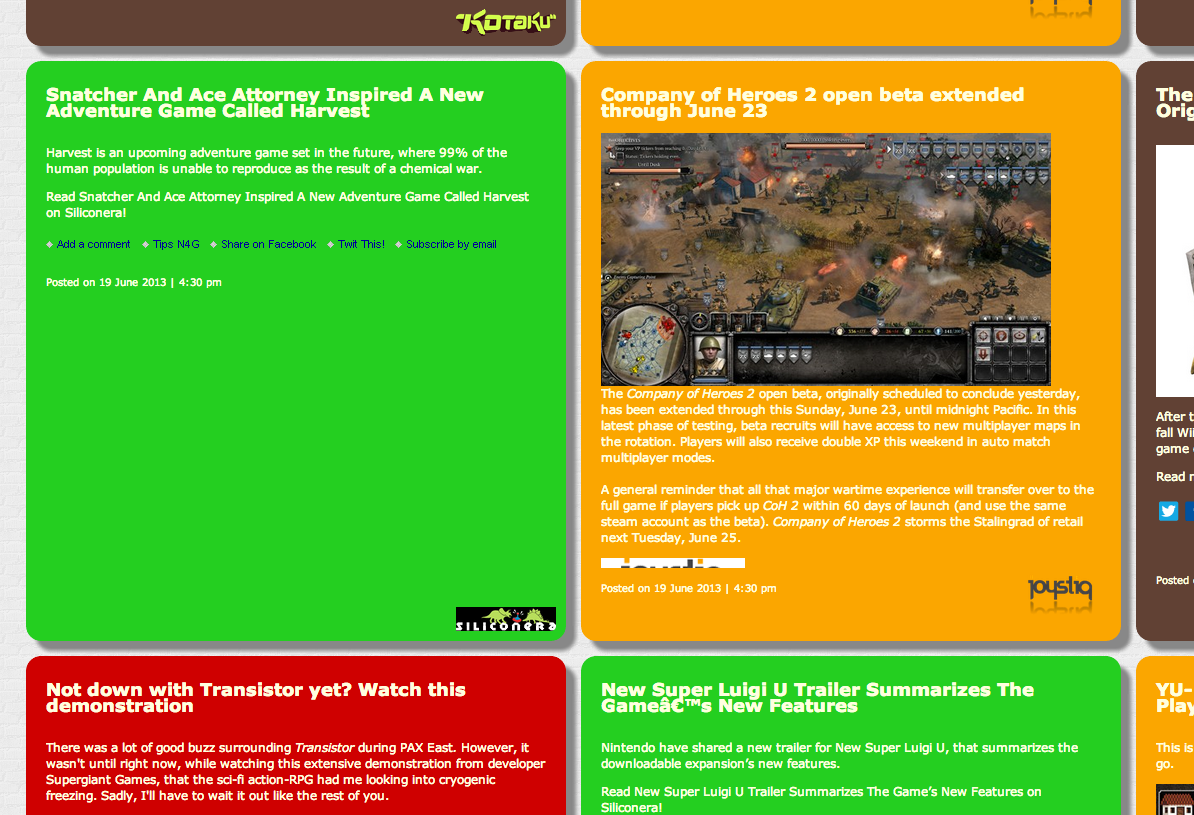 KOTAKU
Snatcher And Ace Attorney Inspired A New
Adventure Game Called Harvest
Harvest is an upcoming adventure game set in the future, where 99% of the
human population is unable to reproduce as the result of a chemical war.
Read Snatcher And Ace Attorney Inspired A New Adventure Game Called Harvest
on Siliconera!
Add a comment Tips N4G Share on Facebook Twit This! Subscribe by email
Posted on 19 June 2013 | 4:30 pm
SILICONERA
Company of Heroes 2 open beta extended
through June 23
The Company of Heroes 2 open beta, originally scheduled to conclude yesterday,
has been extended through this Sunday, June 23, until midnight Pacific. In this
latest phase of testing, beta recruits will have access to new multiplayer maps in
the rotation. Players will also receive double XP this weekend in auto match
multiplayer modes.
A general reminder that all that major wartime experience will transfer over to the
full game if players pick up CoH 2 within 60 days of launch (and use the same
steam account as the beta). Company of Heroes 2 storms the Stalingrad of retail
next Tuesday, June 25.
Posted on 19 June 2013 | 4:30 pm
joystiq
The
Orig
After t
fall Wi
game
Read
Posted
Not down with Transistor yet? Watch this
demonstration
There was a lot of good buzz surrounding Transistor during PAX East. However, it
wasn't until right now, while watching this extensive demonstration from developer
Supergiant Games, that the sci-fi action-RPG had me looking into cryogenic
freezing. Sadly, I'll have to wait it out like the rest of you.
New Super Luigi U Trailer Summarizes The
Gameâ€™s New Features
Nintendo have shared a new trailer for New Super Luigi U, that summarizes the
downloadable expansion’s new features.
Read New Super Luigi U Trailer Summarizes The Game’s New Features on
Siliconera!
YU-
Play
This is
go.